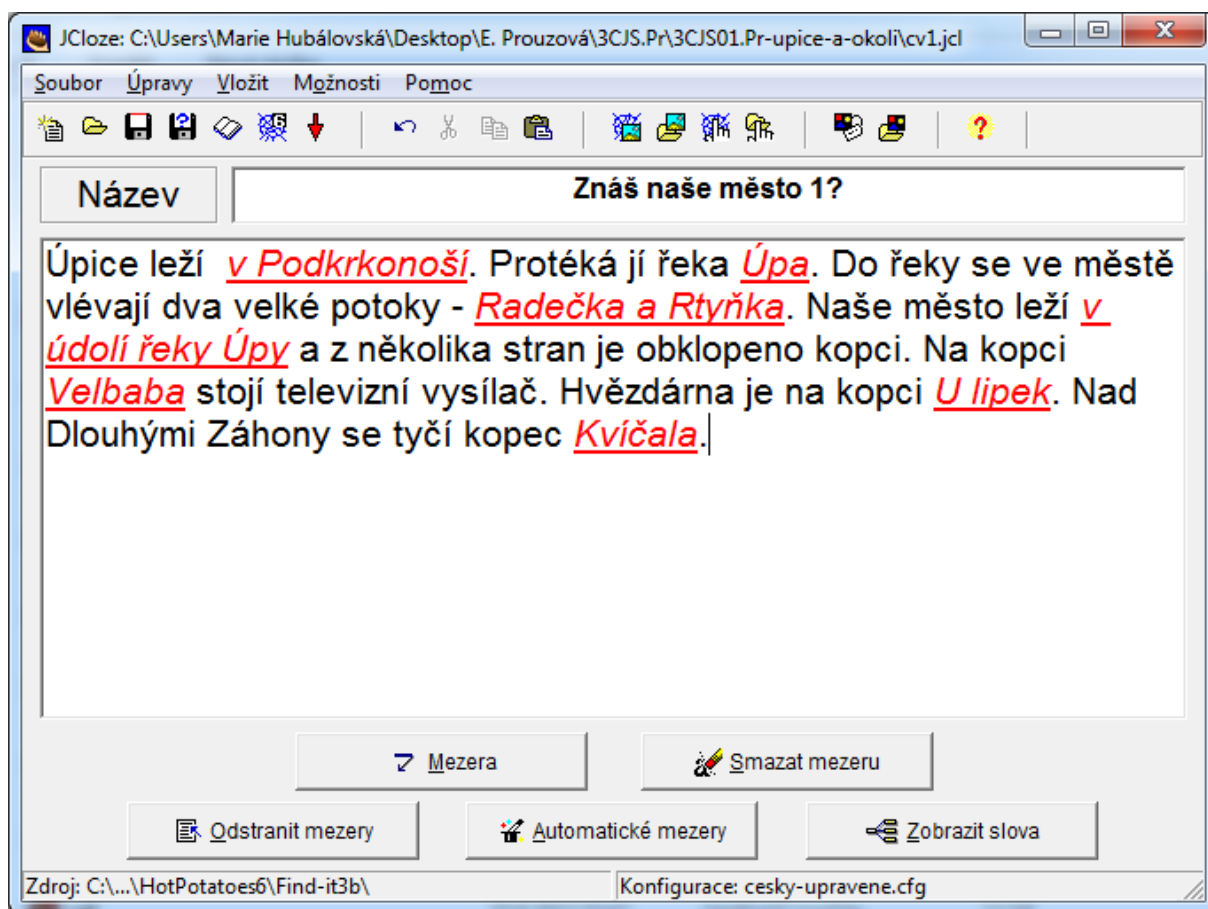 JCloze: C:\Users\Marie Hubálovská\Desktop\E. Prouzová\3CJS.Pr\3CJS01.Pr-upice-a-okoli\cv1.jcl
Soubor Úpravy Vložit Možnosti Pomoc
Název Znáš naše město 1?
Úpice leží v Podkrkonoší. Protéká jí řeka Úpa. Do řeky se ve městě
vlévají dva velké potoky - Radečka a Rtyňka. Naše město leží v
údolí řeky Úpy a z několika stran je obklopeno kopci. Na kopci
Velbaba stojí televizní vysílač. Hvězdárna je na kopci U lipek. Nad
Dlouhými Záhony se tyčí kopec Kvíčala.
Mezera Smazat mezeru
Odstranit mezery Automatické mezery Zobrazit slova
Zdroj: C:\...\HotPotatoes6\Find-it3b\ Konfigurace: cesky-upravene.cfg